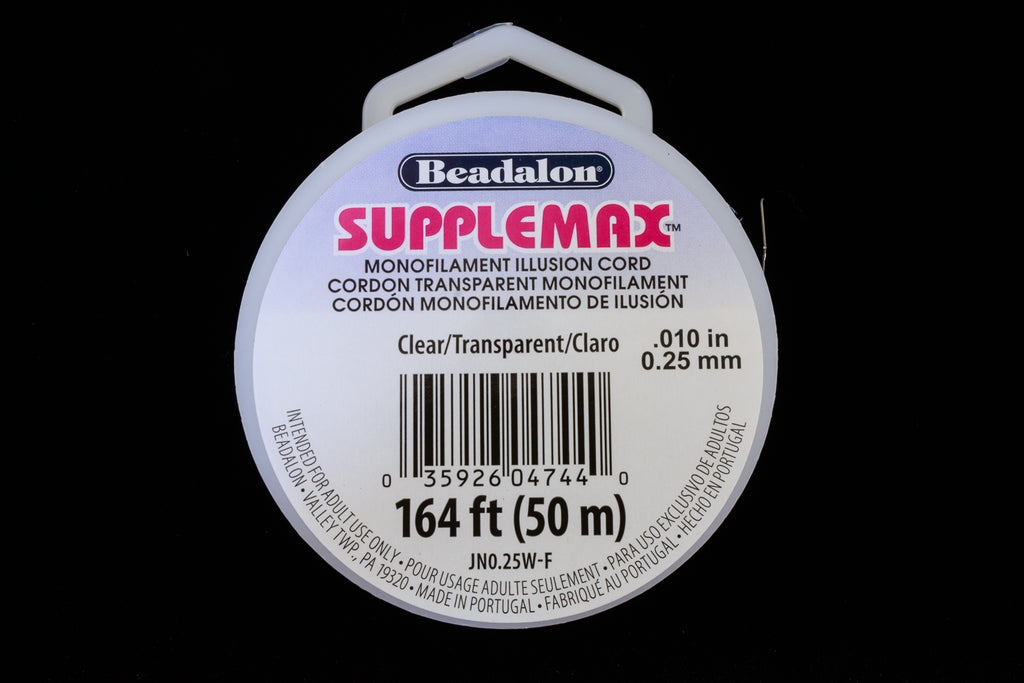 Beadalon®
SUPPLEMAX™
MONOFILAMENT ILLUSION CORD
CORDON TRANSPARENT MONOFILAMENT
CORDÓN MONOFILAMENTO DE ILUSIÓN
Clear/Transparent/Claro
.010 in
0.25 mm
0 35926 04744 0
164 ft (50 m)
JN0.25W-F
INTENDED FOR ADULT USE ONLY • POUR USAGE ADULTE SEULEMENT • PARA USO EXCLUSIVO DE ADULTOS
BEADALON • VALLEY TWP., PA 19320 • MADE IN PORTUGAL • FABRIQUÉ AU PORTUGAL • HECHO EN PORTUGAL